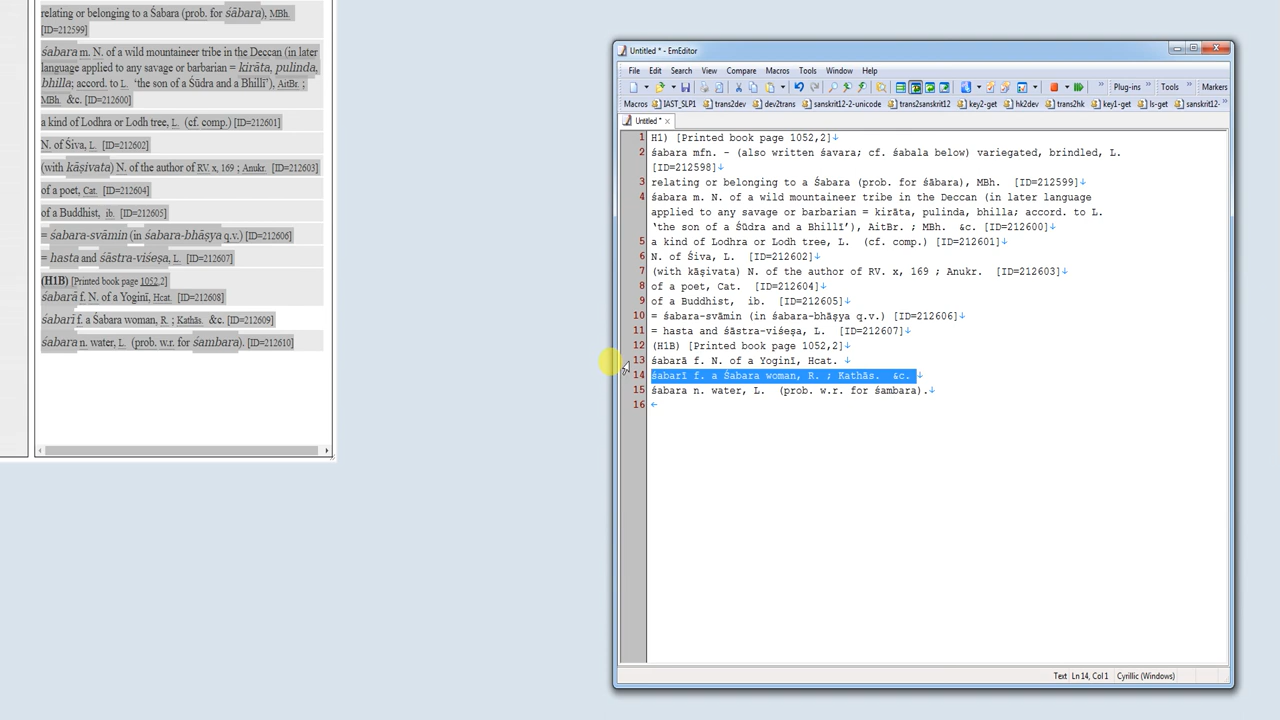 relating or belonging to a Śabara (prob. for śābara), MBh.
[ID=212599]
śabara m. N. of a wild mountaineer tribe in the Deccan (in later
language applied to any savage or barbarian = kirāta, pulinda,
bhilla; accord. to L. ‘the son of a Śūdra and a Bhillī’), AitBr. ;
MBh. &c. [ID=212600]
a kind of Lodhra or Lodh tree, L. (cf. comp.) [ID=212601]
N. of Śiva, L. [ID=212602]
(with kāṣivata) N. of the author of RV. x, 169 ; Anukr. [ID=212603]
of a poet, Cat. [ID=212604]
of a Buddhist, ib. [ID=212605]
= śabara-svāmin (in śabara-bhāṣya q.v.) [ID=212606]
= hasta and śāstra-viśeṣa, L. [ID=212607]
(H1B) [Printed book page 1052,2]
śabarā f. N. of a Yoginī, Hcat. [ID=212608]
śabarī f. a Śabara woman, R. ; Kathās. &c. [ID=212609]
śabara n. water, L. (prob. w.r. for śambara). [ID=212610]
Untitled * - EmEditor
File Edit Search View Compare Macros Tools Window Help
Plug-ins Tools Markers
Macros IAST_SLP1 trans2dev dev2trans sanskrit12-2-unicode trans2sanskrit12 key2-get hk2dev trans2hk key1-get ls-get sanskrit12-
Untitled *
1 H1) [Printed book page 1052,2]
2 śabara mfn. - (also written śavara; cf. śabala below) variegated, brindled, L.
[ID=212598]
3 relating or belonging to a Śabara (prob. for śābara), MBh. [ID=212599]
4 śabara m. N. of a wild mountaineer tribe in the Deccan (in later language
applied to any savage or barbarian = kirāta, pulinda, bhilla; accord. to L.
‘the son of a Śūdra and a Bhillī’), AitBr. ; MBh. &c. [ID=212600]
5 a kind of Lodhra or Lodh tree, L. (cf. comp.) [ID=212601]
6 N. of Śiva, L. [ID=212602]
7 (with kāṣivata) N. of the author of RV. x, 169 ; Anukr. [ID=212603]
8 of a poet, Cat. [ID=212604]
9 of a Buddhist, ib. [ID=212605]
10 = śabara-svāmin (in śabara-bhāṣya q.v.) [ID=212606]
11 = hasta and śāstra-viśeṣa, L. [ID=212607]
12 (H1B) [Printed book page 1052,2]
13 śabarā f. N. of a Yoginī, Hcat.
14 śabarī f. a Śabara woman, R. ; Kathās. &c.
15 śabara n. water, L. (prob. w.r. for śambara).
16
Text Ln 14, Col 1 Cyrillic (Windows)